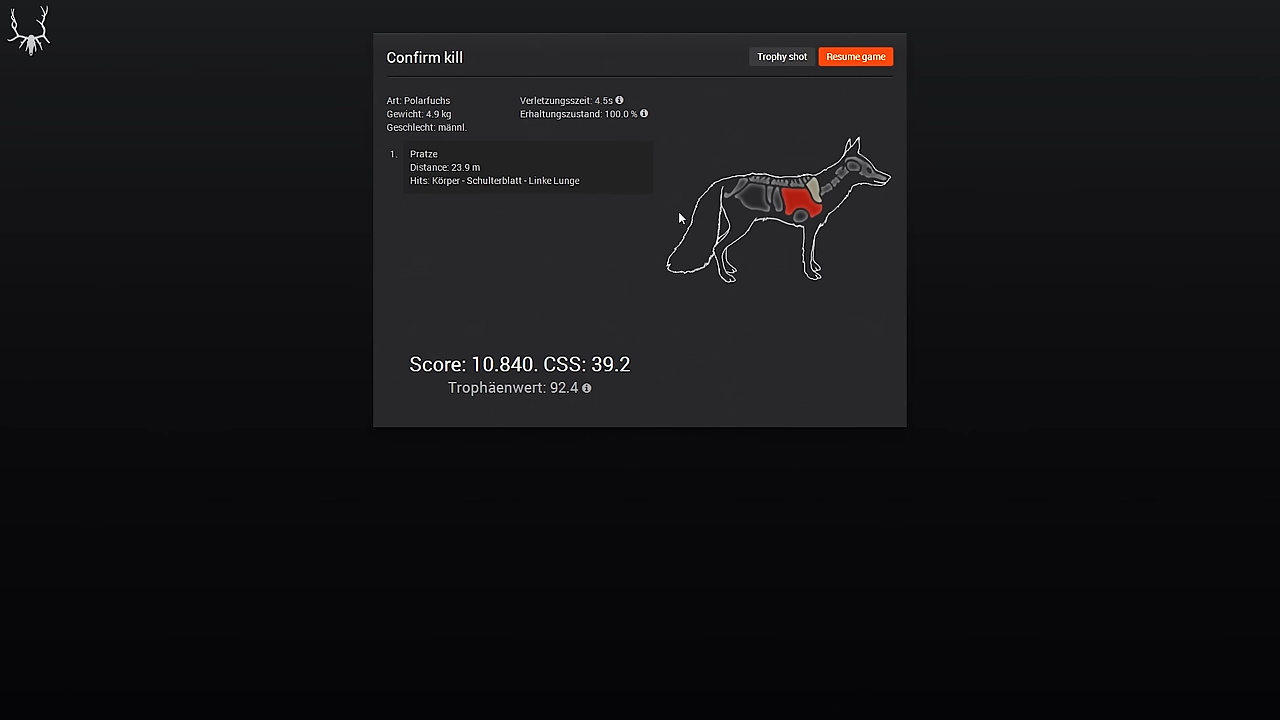 Confirm kill
Trophy shot
Resume game
Art: Polarfuchs
Gewicht: 4.9 kg
Geschlecht: männl.
Verletzungsszeit: 4.5s
Erhaltungszustand: 100.0 %
1.
Pratze
Distance: 23.9 m
Hits: Körper - Schulterblatt - Linke Lunge
Score: 10.840. CSS: 39.2
Trophäenwert: 92.4